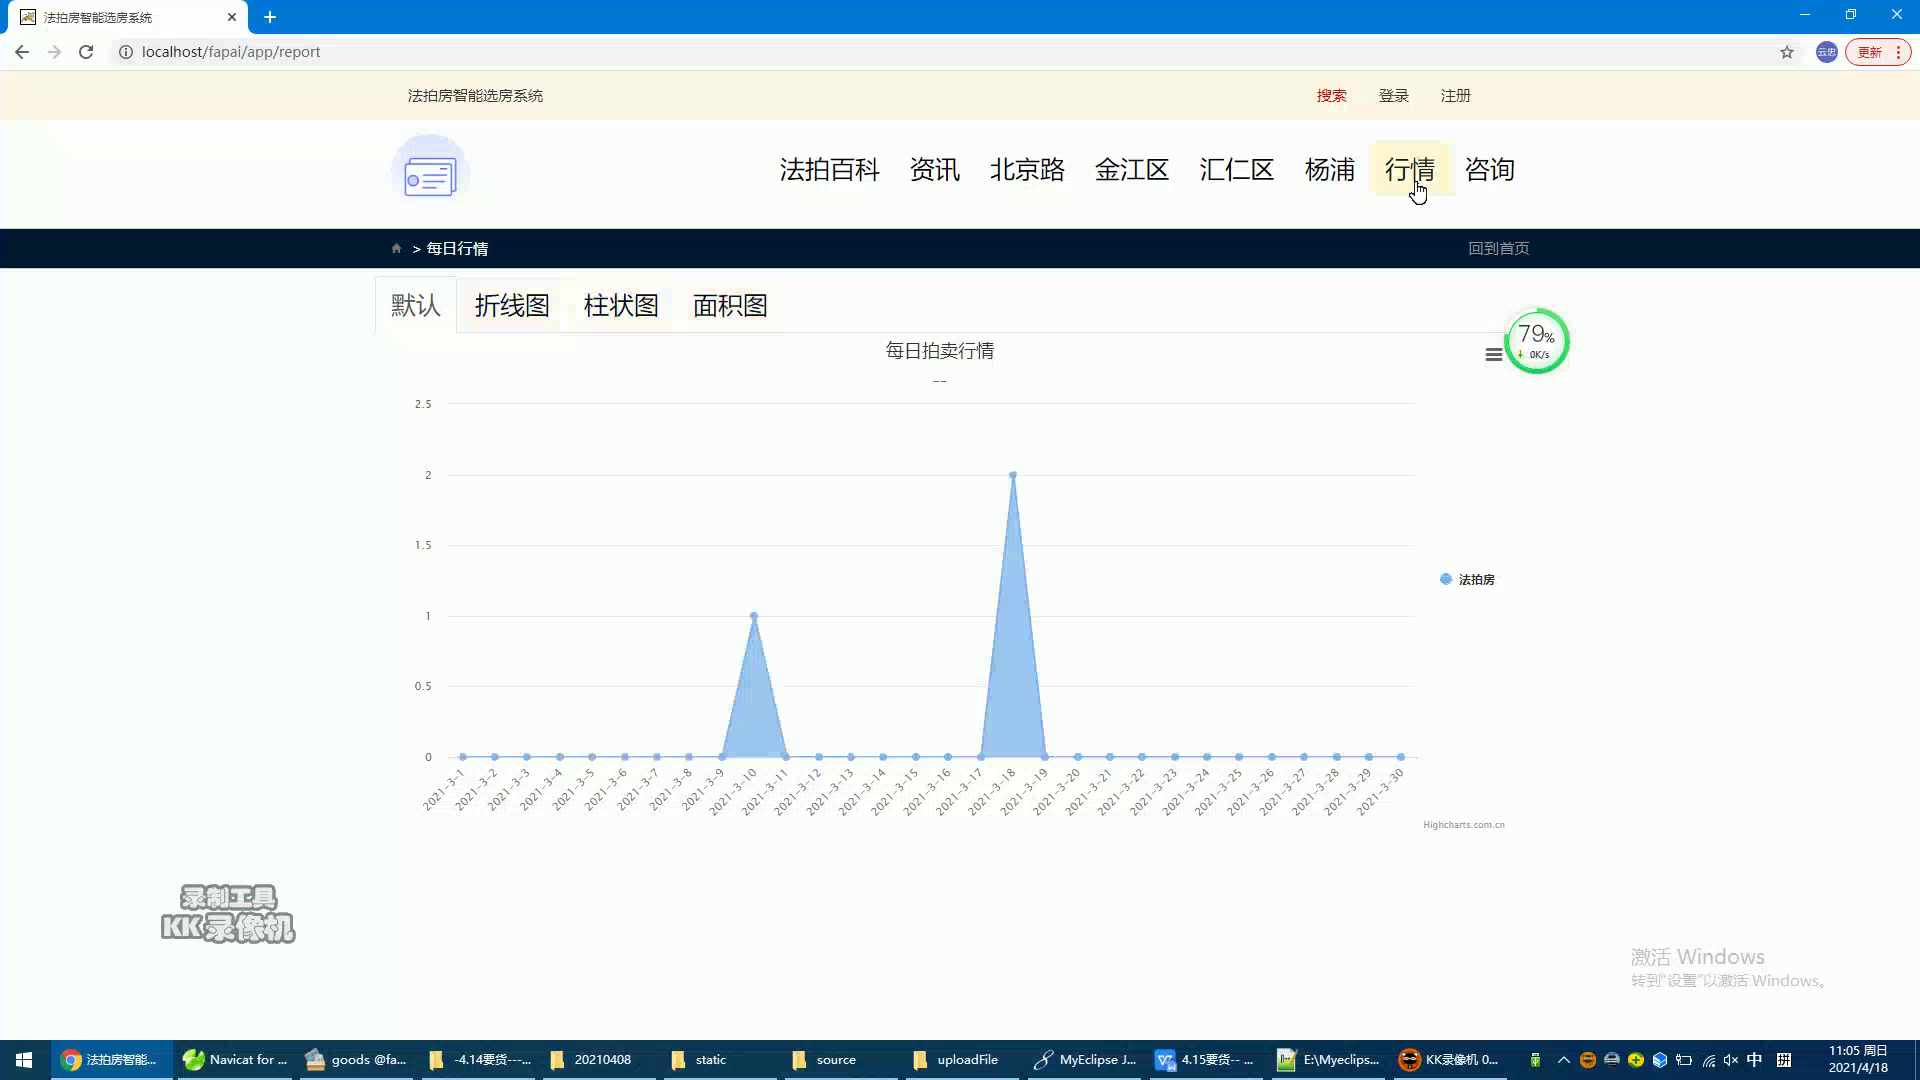 法拍房智能选房系统
localhost/fapai/app/report
云忠
更新
法拍房智能选房系统
搜索
登录
注册
法拍百科
资讯
北京路
金江区
汇仁区
杨浦
行情
咨询
> 每日行情
回到首页
默认
折线图
柱状图
面积图
每日拍卖行情
--
79%
0K/s
2.5
2
1.5
1
0.5
0
法拍房
2021-3-1
2021-3-2
2021-3-3
2021-3-4
2021-3-5
2021-3-6
2021-3-7
2021-3-8
2021-3-9
2021-3-10
2021-3-11
2021-3-12
2021-3-13
2021-3-14
2021-3-15
2021-3-16
2021-3-17
2021-3-18
2021-3-19
2021-3-20
2021-3-21
2021-3-22
2021-3-23
2021-3-24
2021-3-25
2021-3-26
2021-3-27
2021-3-28
2021-3-29
2021-3-30
Highcharts.com.cn
录制工具
KK录像机
激活 Windows
转到"设置"以激活 Windows。
法拍房智能...
Navicat for ...
goods @fa...
-4.14要货---...
20210408
static
source
uploadFile
MyEclipse J...
4.15要货-- ...
E:\Myeclips...
KK录像机 0...
中
拼
11:05 周日
2021/4/18